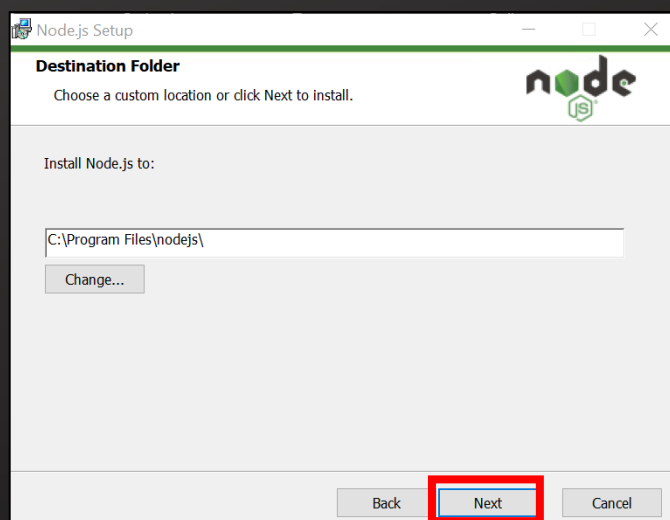 Node.js Setup
Destination Folder
Choose a custom location or click Next to install.
node
JS
Install Node.js to:
C:\Program Files\nodejs\
Change...
Back Next Cancel